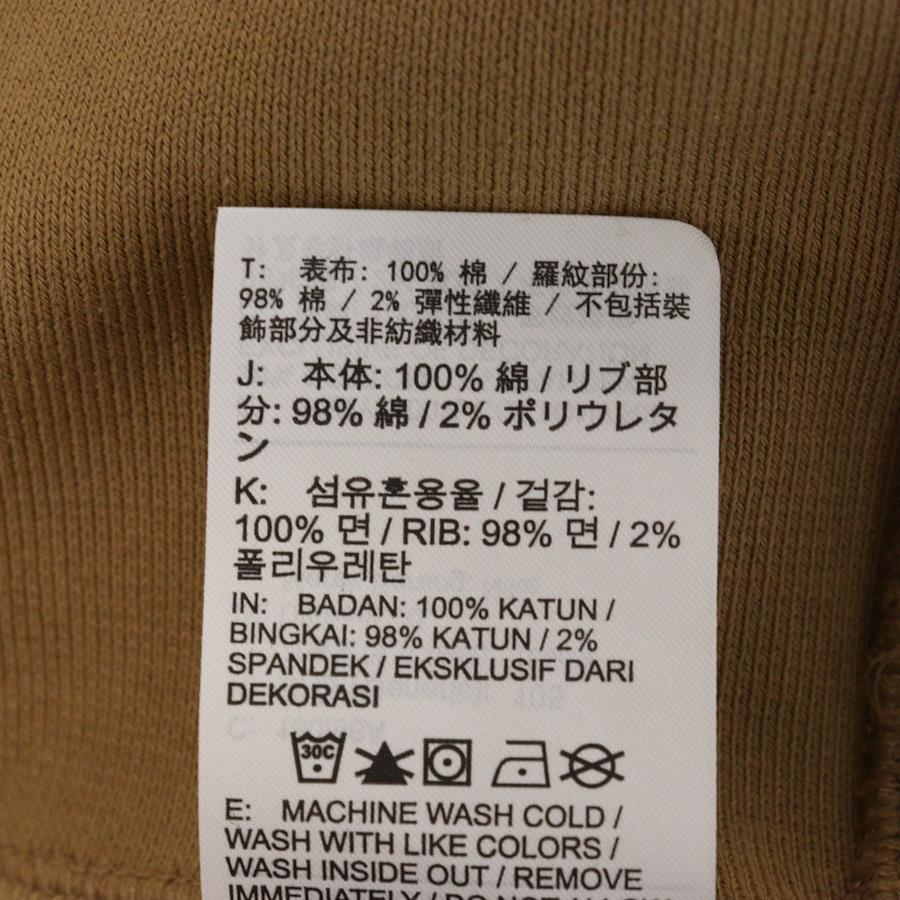 T: 表布: 100% 棉 / 羅紋部份:
98% 棉 / 2% 彈性纖維 / 不包括裝
飾部分及非紡織材料
J: 本体: 100% 綿 / リブ部
分: 98% 綿 / 2% ポリウレタ
ン
K: 섬유혼용율 / 겉감:
100% 면 / RIB: 98% 면 / 2%
폴리우레탄
IN: BADAN: 100% KATUN /
BINGKAI: 98% KATUN / 2%
SPANDEK / EKSKLUSIF DARI
DEKORASI
30C
E: MACHINE WASH COLD /
WASH WITH LIKE COLORS /
WASH INSIDE OUT / REMOVE
IMMEDIATELY / DO NOT ALLOW